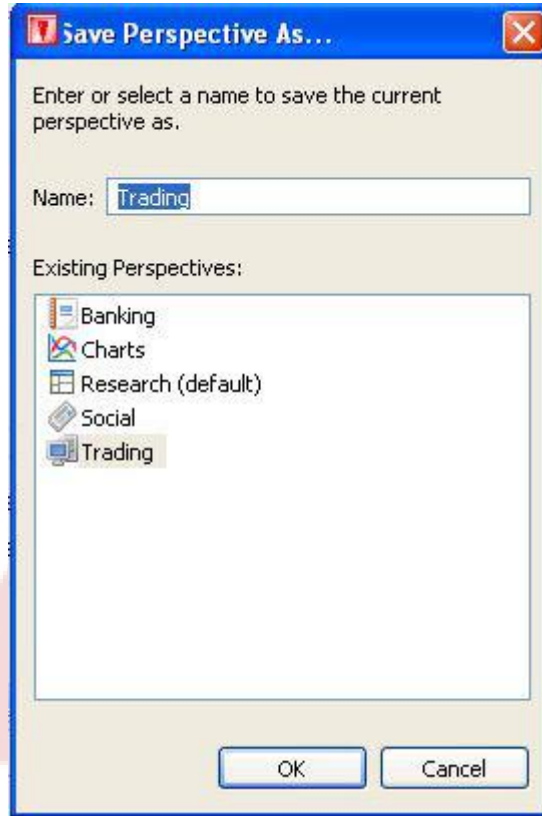 Save Perspective As...
Enter or select a name to save the current
perspective as.
Name: Trading
Existing Perspectives:
Banking
Charts
Research (default)
Social
Trading
OK Cancel